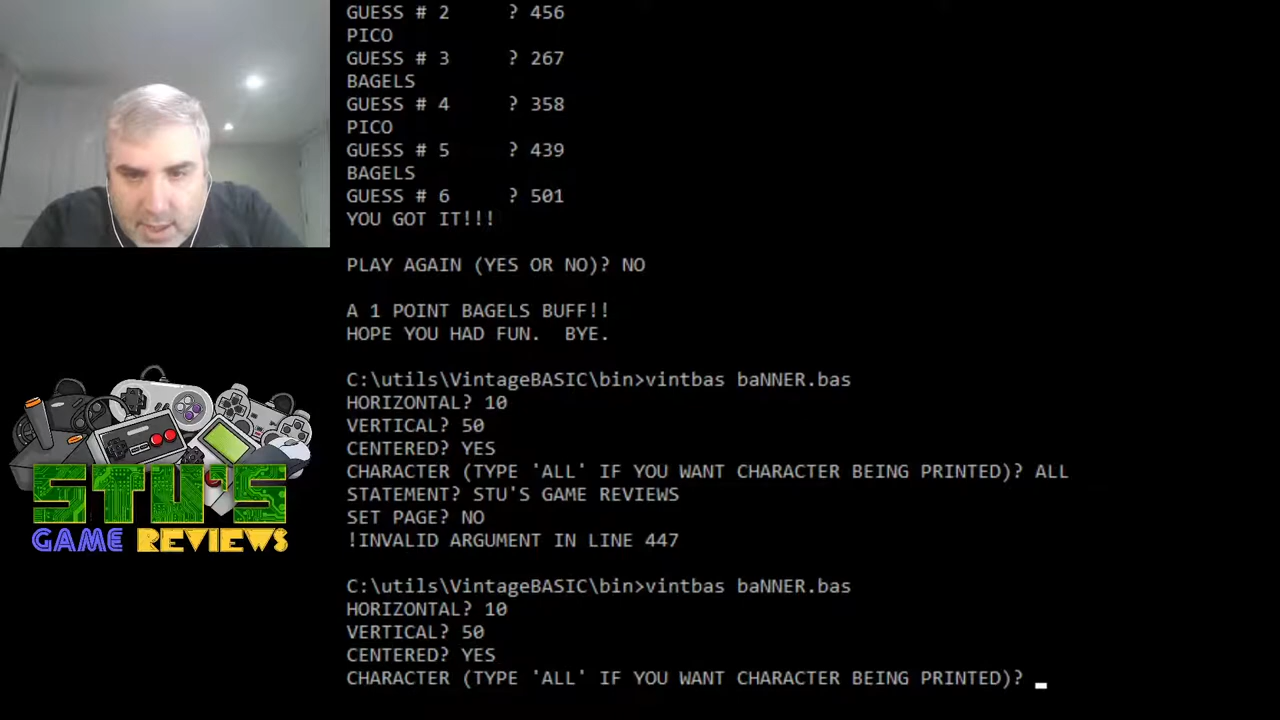 GUESS # 2 ? 456
PICO
GUESS # 3 ? 267
BAGELS
GUESS # 4 ? 358
PICO
GUESS # 5 ? 439
BAGELS
GUESS # 6 ? 501
YOU GOT IT!!!
PLAY AGAIN (YES OR NO)? NO
A 1 POINT BAGELS BUFF!!
HOPE YOU HAD FUN. BYE.
C:\utils\VintageBASIC\bin>vintbas baNNER.bas
HORIZONTAL? 10
VERTICAL? 50
CENTERED? YES
CHARACTER (TYPE 'ALL' IF YOU WANT CHARACTER BEING PRINTED)? ALL
STATEMENT? STU'S GAME REVIEWS
SET PAGE? NO
!INVALID ARGUMENT IN LINE 447
C:\utils\VintageBASIC\bin>vintbas baNNER.bas
HORIZONTAL? 10
VERTICAL? 50
CENTERED? YES
CHARACTER (TYPE 'ALL' IF YOU WANT CHARACTER BEING PRINTED)?
STU'S
GAME REVIEWS